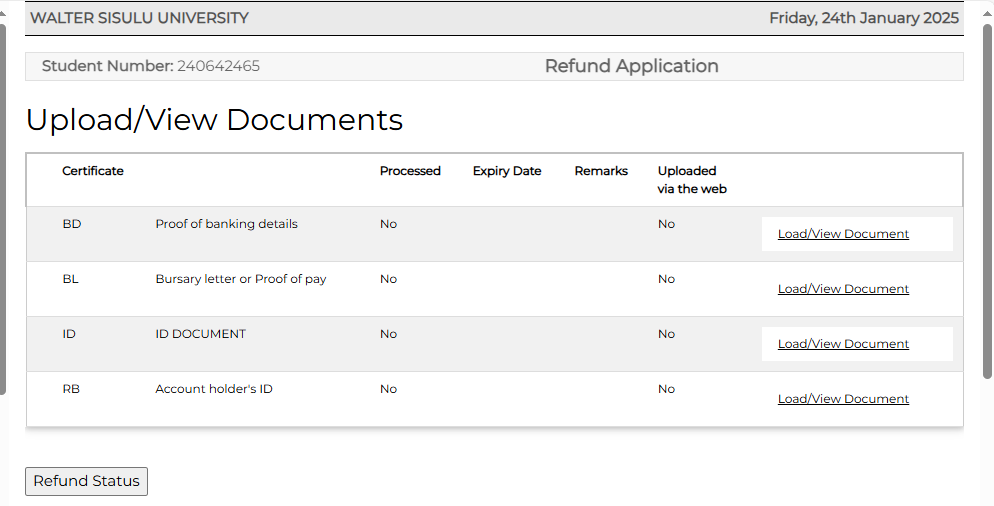 WALTER SISULU UNIVERSITY Friday, 24th January 2025
Student Number: 240642465 Refund Application
Upload/View Documents
Certificate Processed Expiry Date Remarks Uploaded via the web
BD Proof of banking details No No Load/View Document
BL Bursary letter or Proof of pay No No Load/View Document
ID ID DOCUMENT No No Load/View Document
RB Account holder's ID No No Load/View Document
Refund Status